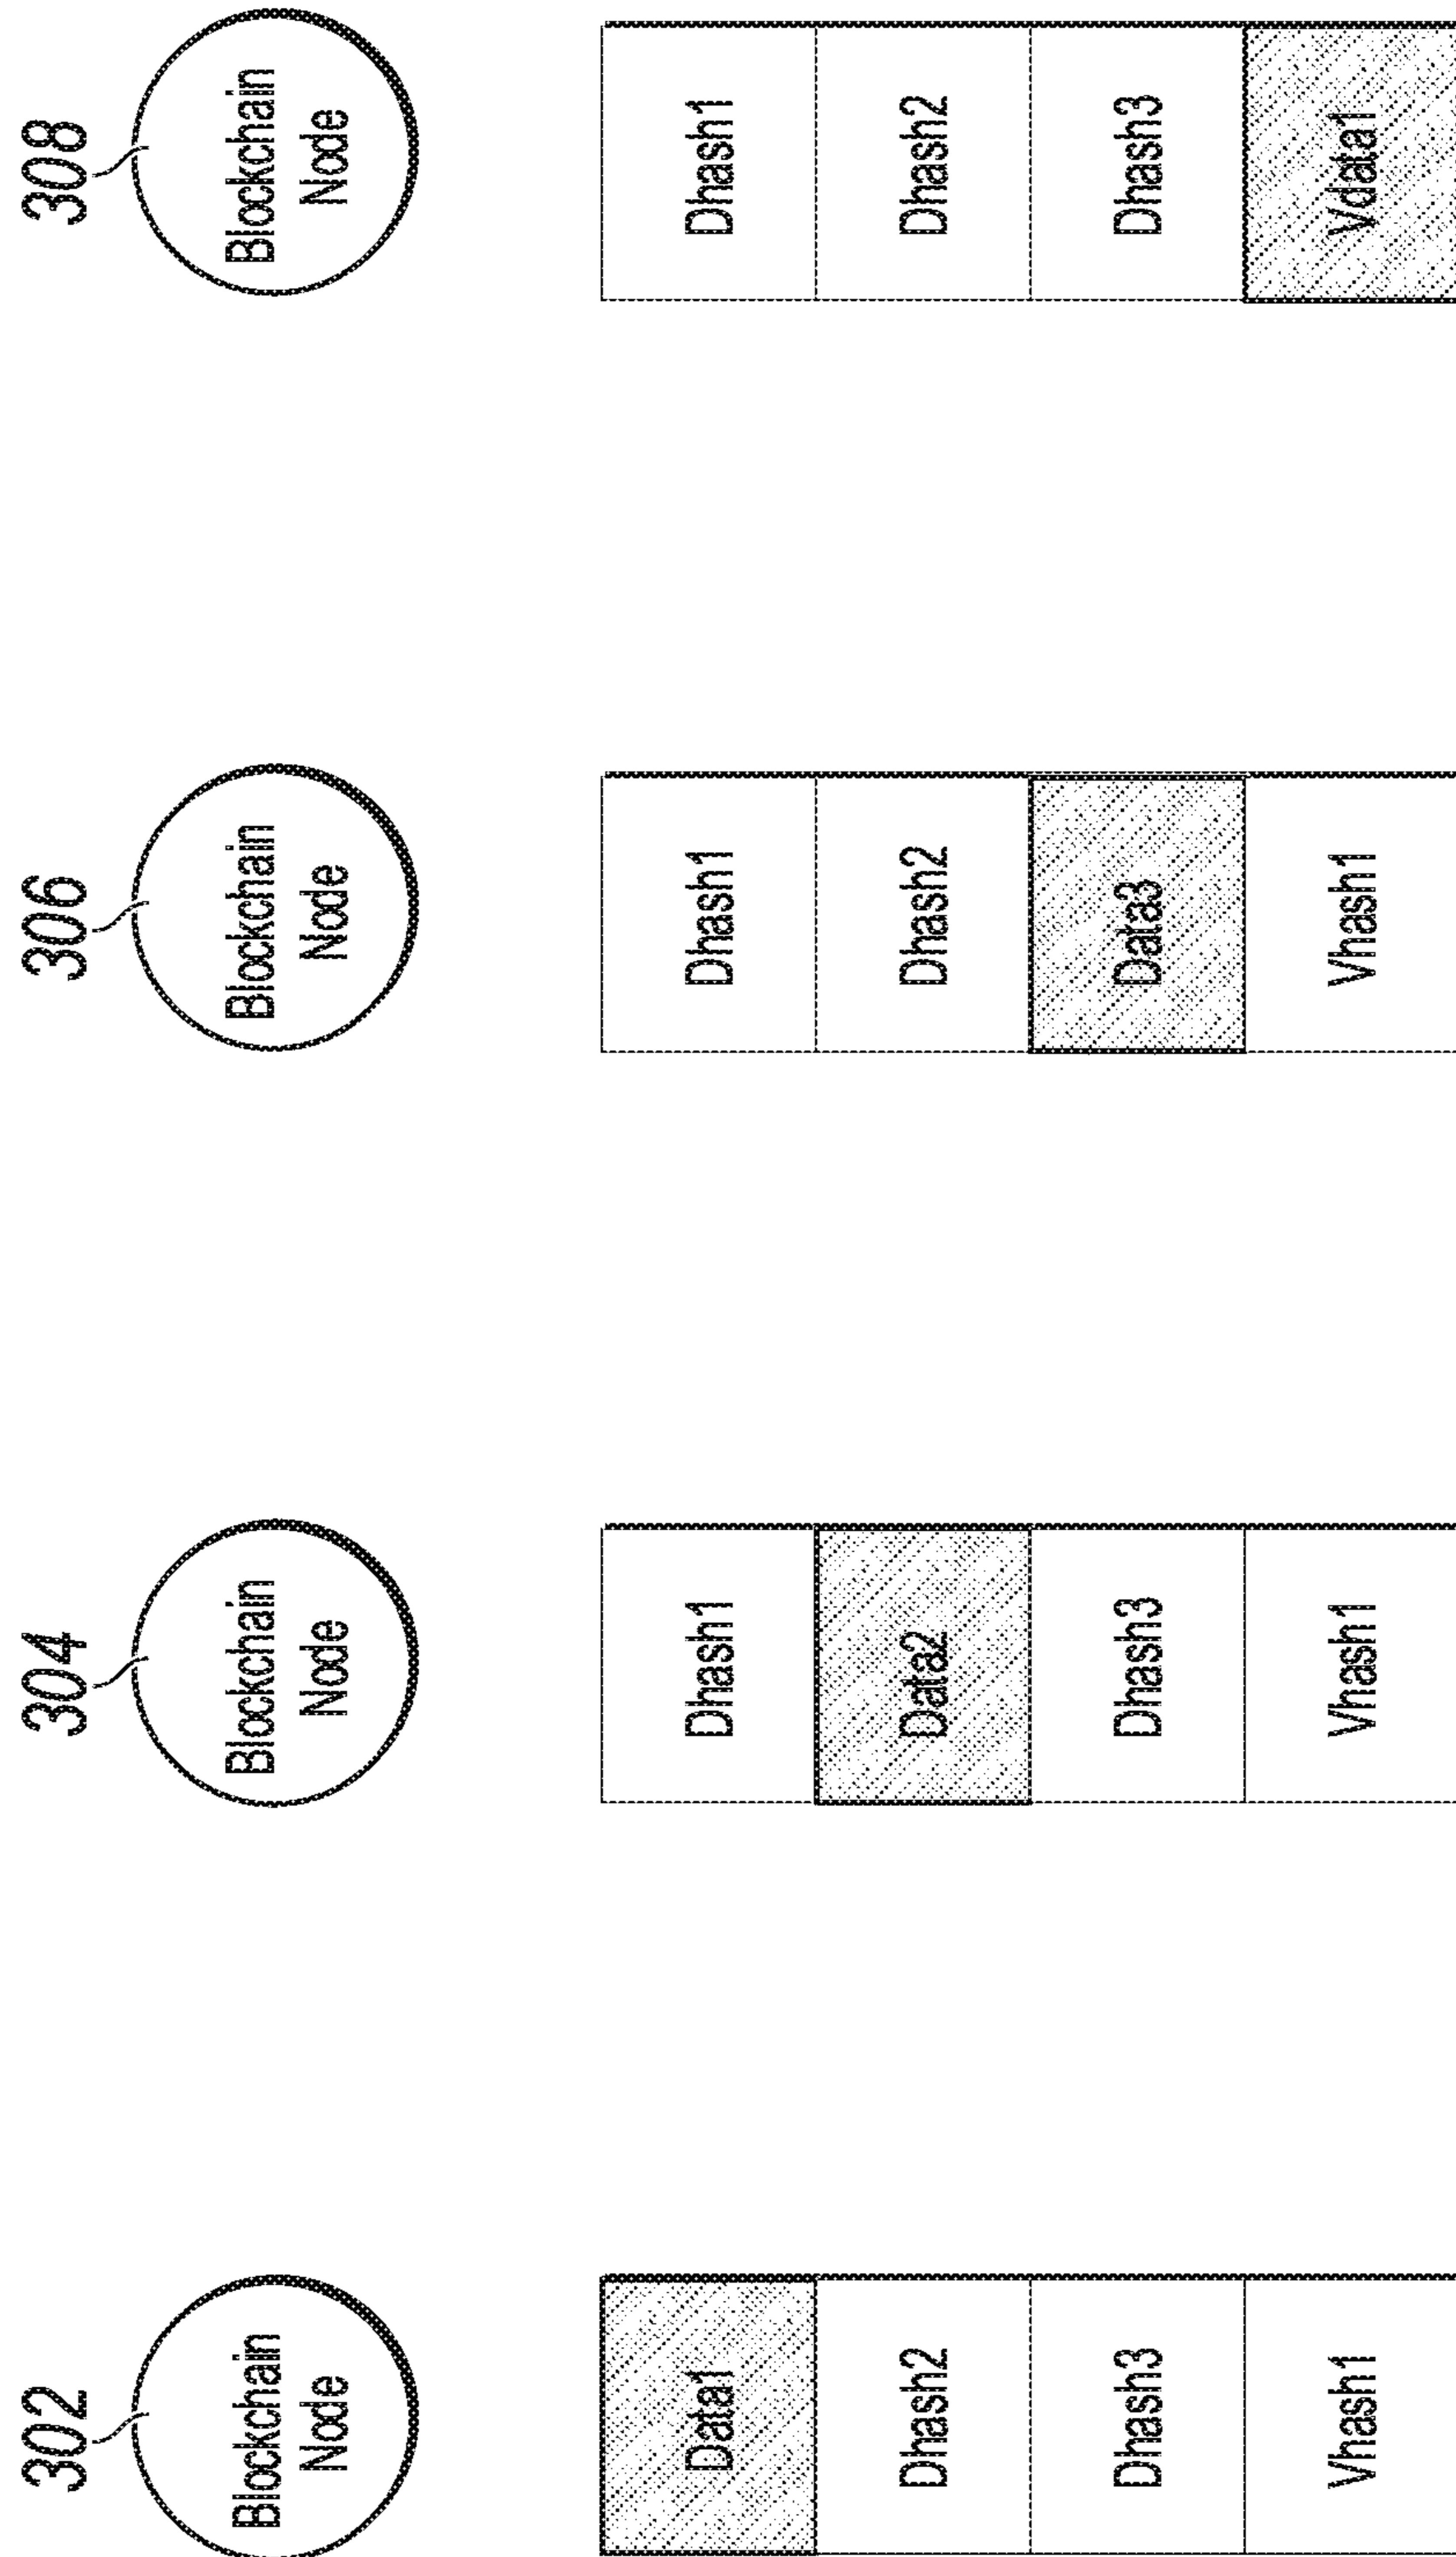 302
Blockchain
Node
Data1
Dhash2
Dhash3
Vhash1
304
Blockchain
Node
Dhash1
Data2
Dhash3
Vhash1
306
Blockchain
Node
Dhash1
Dhash2
Data3
Vhash1
308
Blockchain
Node
Dhash1
Dhash2
Dhash3
Vdata1